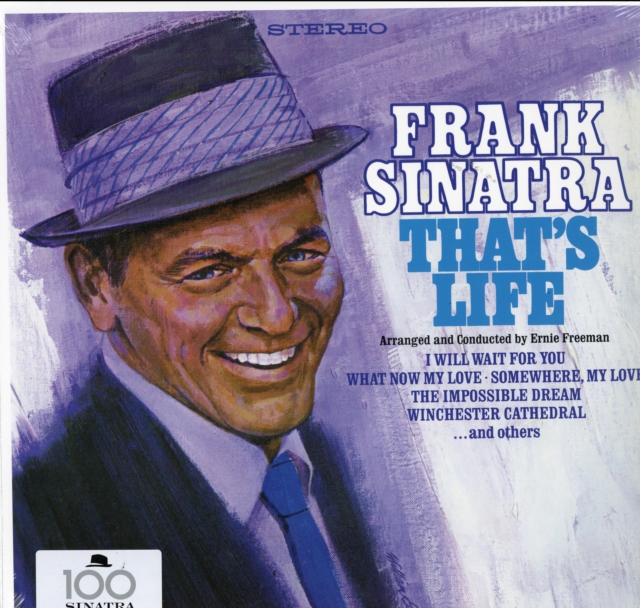 STEREO
FRANK
SINATRA
THAT'S
LIFE
Arranged and Conducted by Ernie Freeman
I WILL WAIT FOR YOU
WHAT NOW MY LOVE · SOMEWHERE, MY LOVE
THE IMPOSSIBLE DREAM
WINCHESTER CATHEDRAL
...and others
100
SINATRA